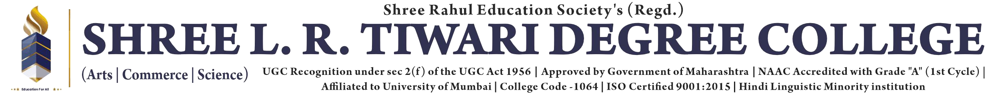 Shree Rahul Education Society's (Regd.)
SHREE L. R. TIWARI DEGREE COLLEGE
(Arts | Commerce | Science)
UGC Recognition under sec 2(f) of the UGC Act 1956 | Approved by Government of Maharashtra | NAAC Accredited with Grade "A" (1st Cycle) |
Affiliated to University of Mumbai | College Code -1064 | ISO Certified 9001:2015 | Hindi Linguistic Minority institution
Education For All